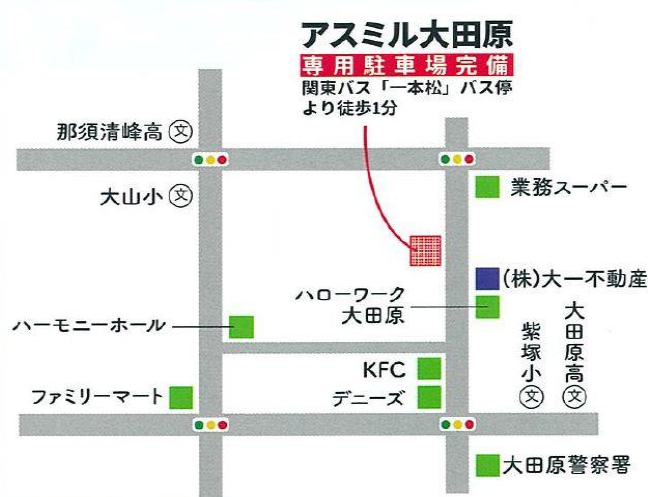 アスミル大田原
専用駐車場完備
関東バス「一本松」バス停
より徒歩1分
那須清峰高 文
大山小 文
業務スーパー
(株)大一不動産
ハローワーク
大田原
大田原高 文
紫塚小 文
ハーモニーホール
KFC
ファミリーマート
デニーズ
大田原警察署